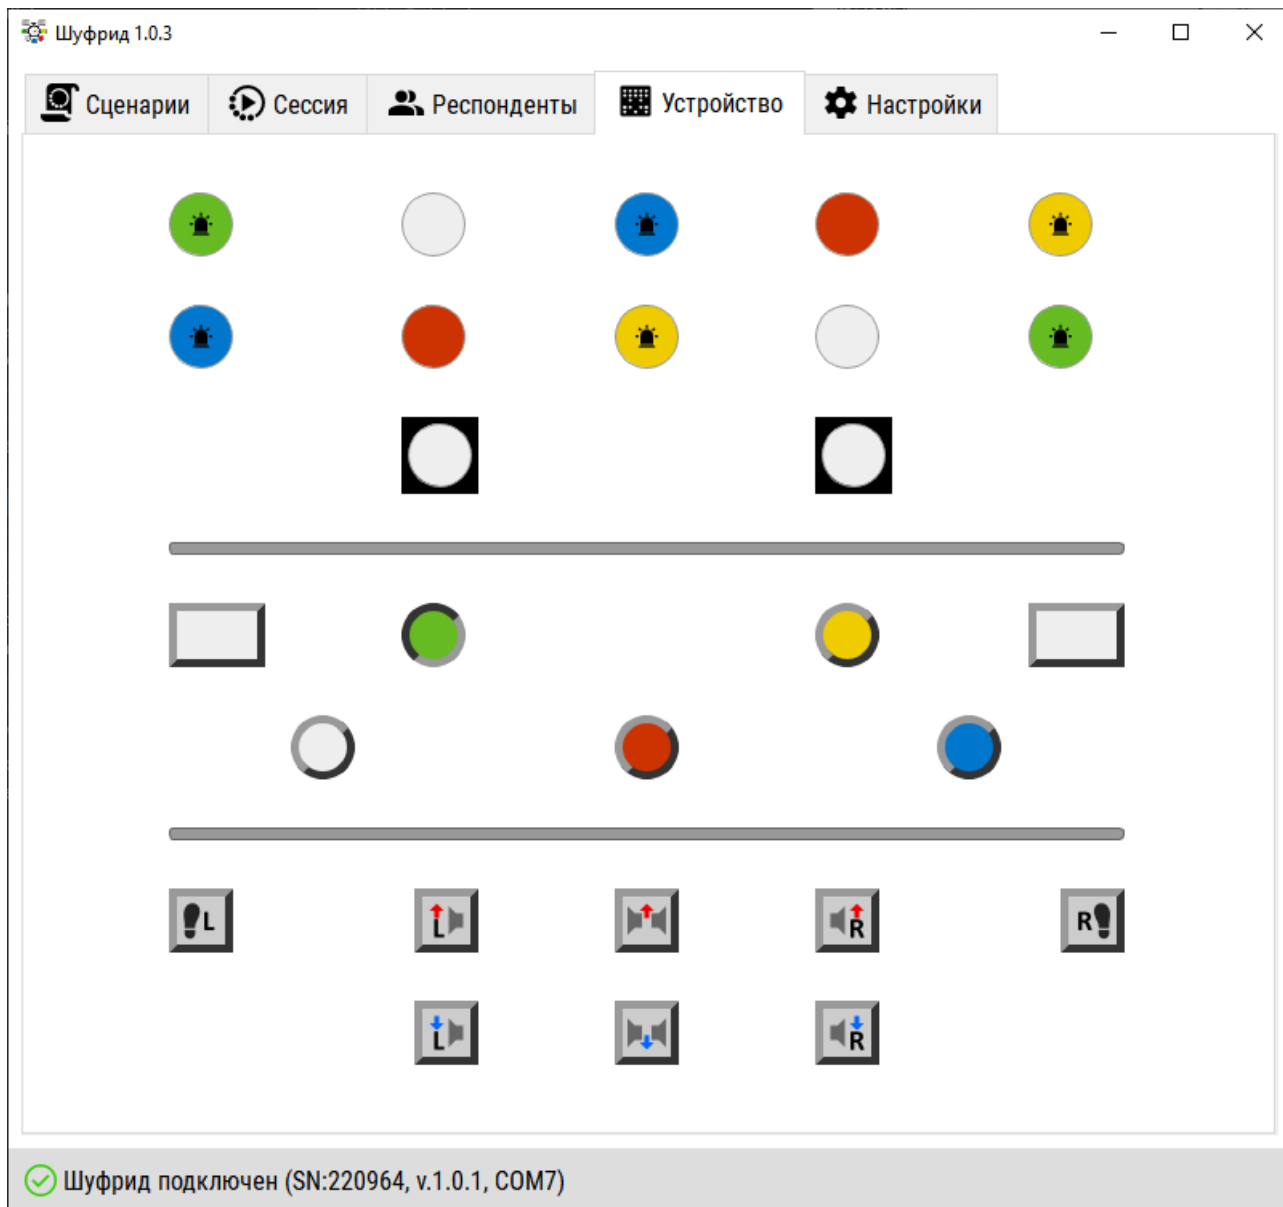 Шуфрид 1.0.3
Сценарии Сессия Респонденты Устройство Настройки
L L R R
L R
Шуфрид подключен (SN:220964, v.1.0.1, COM7)